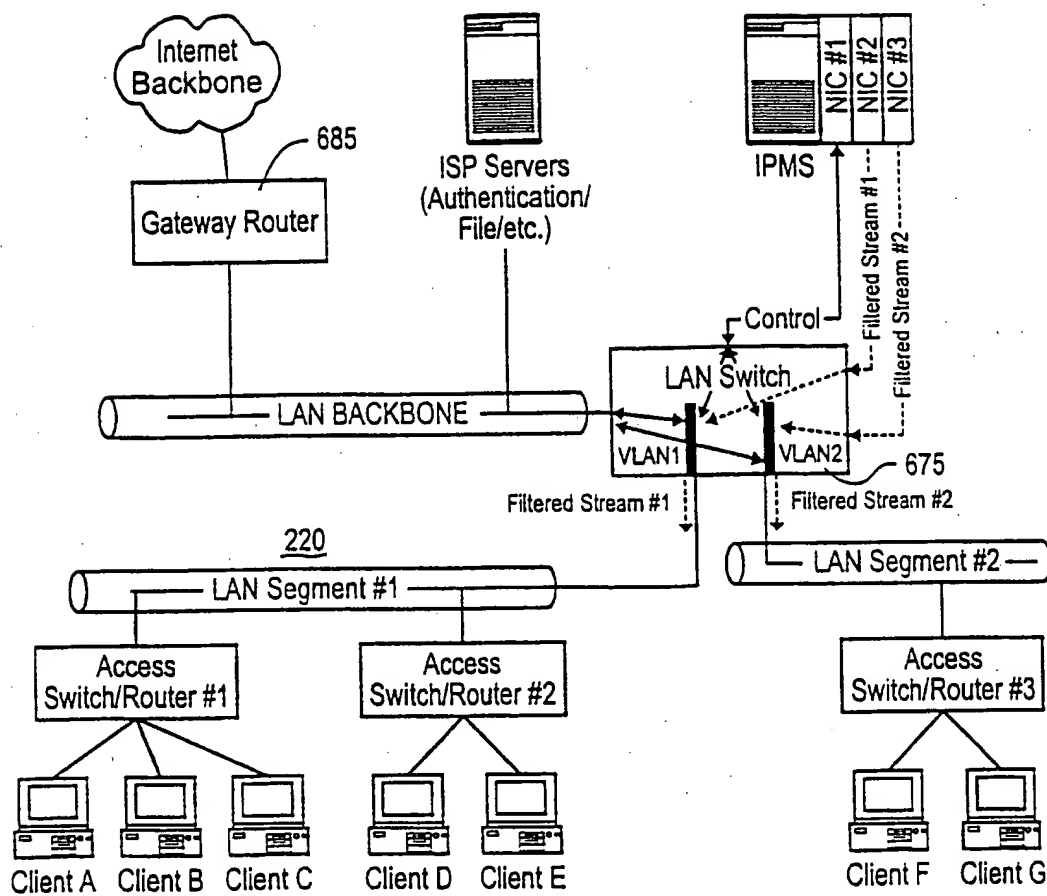 Internet
Backbone
685
Gateway Router
ISP Servers
(Authentication/
File/etc.)
IPMS
NIC #1
NIC #2
NIC #3
Filtered Stream #1
Filtered Stream #2
Control
LAN Switch
LAN BACKBONE
VLAN1
VLAN2
675
Filtered Stream #1
Filtered Stream #2
220
LAN Segment #1
LAN Segment #2
Access
Switch/Router #1
Access
Switch/Router #2
Access
Switch/Router #3
Client A
Client B
Client C
Client D
Client E
Client F
Client G